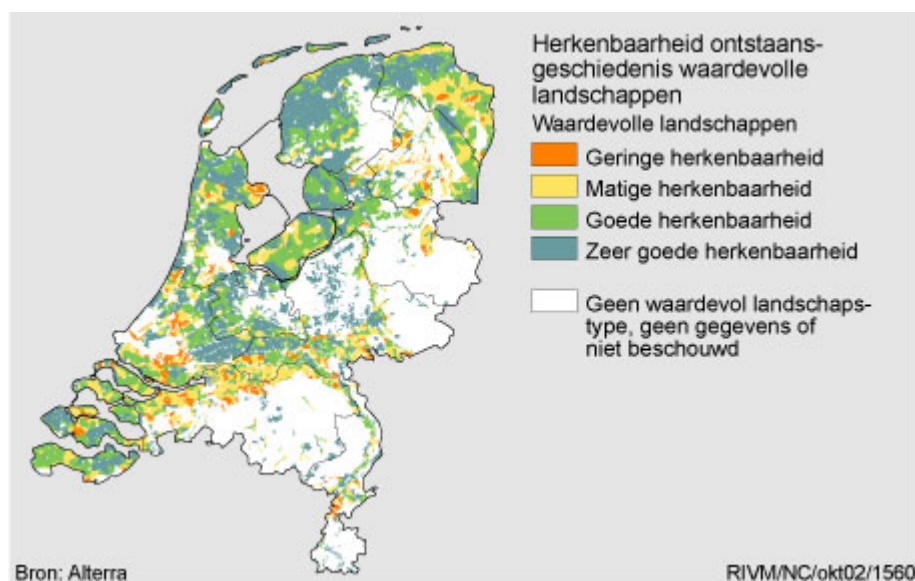 Herkenbaarheid ontstaans-
geschiedenis waardevolle
landschappen
Waardevolle landschappen
Geringe herkenbaarheid
Matige herkenbaarheid
Goede herkenbaarheid
Zeer goede herkenbaarheid
Geen waardevol landschaps-
type, geen gegevens of
niet beschouwd
Bron: Alterra
RIVM/NC/okt02/1560